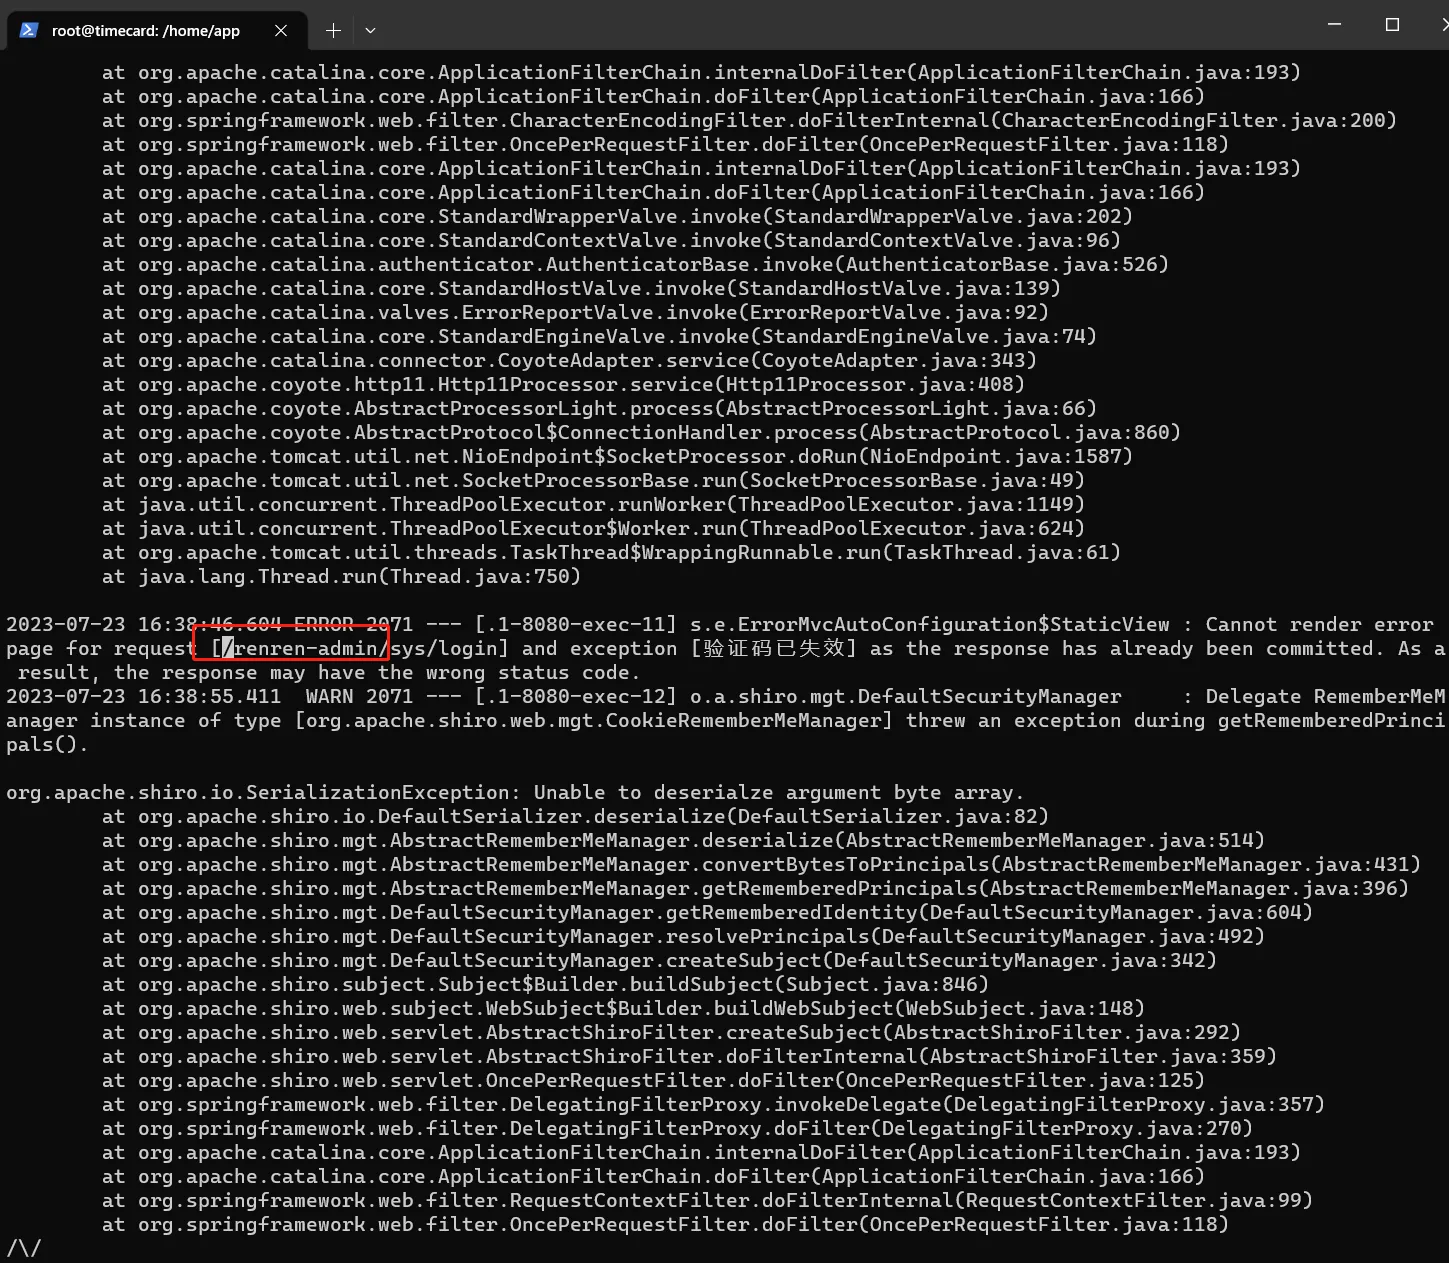 root@timecard: /home/app
at org.apache.catalina.core.ApplicationFilterChain.internalDoFilter(ApplicationFilterChain.java:193)
at org.apache.catalina.core.ApplicationFilterChain.doFilter(ApplicationFilterChain.java:166)
at org.springframework.web.filter.CharacterEncodingFilter.doFilterInternal(CharacterEncodingFilter.java:200)
at org.springframework.web.filter.OncePerRequestFilter.doFilter(OncePerRequestFilter.java:118)
at org.apache.catalina.core.ApplicationFilterChain.internalDoFilter(ApplicationFilterChain.java:193)
at org.apache.catalina.core.ApplicationFilterChain.doFilter(ApplicationFilterChain.java:166)
at org.apache.catalina.core.StandardWrapperValve.invoke(StandardWrapperValve.java:202)
at org.apache.catalina.core.StandardContextValve.invoke(StandardContextValve.java:96)
at org.apache.catalina.authenticator.AuthenticatorBase.invoke(AuthenticatorBase.java:526)
at org.apache.catalina.core.StandardHostValve.invoke(StandardHostValve.java:139)
at org.apache.catalina.valves.ErrorReportValve.invoke(ErrorReportValve.java:92)
at org.apache.catalina.core.StandardEngineValve.invoke(StandardEngineValve.java:74)
at org.apache.catalina.connector.CoyoteAdapter.service(CoyoteAdapter.java:343)
at org.apache.coyote.http11.Http11Processor.service(Http11Processor.java:408)
at org.apache.coyote.AbstractProcessorLight.process(AbstractProcessorLight.java:66)
at org.apache.coyote.AbstractProtocol$ConnectionHandler.process(AbstractProtocol.java:860)
at org.apache.tomcat.util.net.NioEndpoint$SocketProcessor.doRun(NioEndpoint.java:1587)
at org.apache.tomcat.util.net.SocketProcessorBase.run(SocketProcessorBase.java:49)
at java.util.concurrent.ThreadPoolExecutor.runWorker(ThreadPoolExecutor.java:1149)
at java.util.concurrent.ThreadPoolExecutor$Worker.run(ThreadPoolExecutor.java:624)
at org.apache.tomcat.util.threads.TaskThread$WrappingRunnable.run(TaskThread.java:61)
at java.lang.Thread.run(Thread.java:750)
2023-07-23 16:38:46.604 ERROR 2071 --- [.1-8080-exec-11] s.e.ErrorMvcAutoConfiguration$StaticView : Cannot render error
page for request [/renren-admin/sys/login] and exception [验证码已失效] as the response has already been committed. As a
result, the response may have the wrong status code.
2023-07-23 16:38:55.411  WARN 2071 --- [.1-8080-exec-12] o.a.shiro.mgt.DefaultSecurityManager     : Delegate RememberMeM
anager instance of type [org.apache.shiro.web.mgt.CookieRememberMeManager] threw an exception during getRememberedPrinci
pals().
org.apache.shiro.io.SerializationException: Unable to deserialze argument byte array.
at org.apache.shiro.io.DefaultSerializer.deserialize(DefaultSerializer.java:82)
at org.apache.shiro.mgt.AbstractRememberMeManager.deserialize(AbstractRememberMeManager.java:514)
at org.apache.shiro.mgt.AbstractRememberMeManager.convertBytesToPrincipals(AbstractRememberMeManager.java:431)
at org.apache.shiro.mgt.AbstractRememberMeManager.getRememberedPrincipals(AbstractRememberMeManager.java:396)
at org.apache.shiro.mgt.DefaultSecurityManager.getRememberedIdentity(DefaultSecurityManager.java:604)
at org.apache.shiro.mgt.DefaultSecurityManager.resolvePrincipals(DefaultSecurityManager.java:492)
at org.apache.shiro.mgt.DefaultSecurityManager.createSubject(DefaultSecurityManager.java:342)
at org.apache.shiro.subject.Subject$Builder.buildSubject(Subject.java:846)
at org.apache.shiro.web.subject.WebSubject$Builder.buildWebSubject(WebSubject.java:148)
at org.apache.shiro.web.servlet.AbstractShiroFilter.createSubject(AbstractShiroFilter.java:292)
at org.apache.shiro.web.servlet.AbstractShiroFilter.doFilterInternal(AbstractShiroFilter.java:359)
at org.apache.shiro.web.servlet.OncePerRequestFilter.doFilter(OncePerRequestFilter.java:125)
at org.springframework.web.filter.DelegatingFilterProxy.invokeDelegate(DelegatingFilterProxy.java:357)
at org.springframework.web.filter.DelegatingFilterProxy.doFilter(DelegatingFilterProxy.java:270)
at org.apache.catalina.core.ApplicationFilterChain.internalDoFilter(ApplicationFilterChain.java:193)
at org.apache.catalina.core.ApplicationFilterChain.doFilter(ApplicationFilterChain.java:166)
at org.springframework.web.filter.RequestContextFilter.doFilterInternal(RequestContextFilter.java:99)
at org.springframework.web.filter.OncePerRequestFilter.doFilter(OncePerRequestFilter.java:118)
/\/